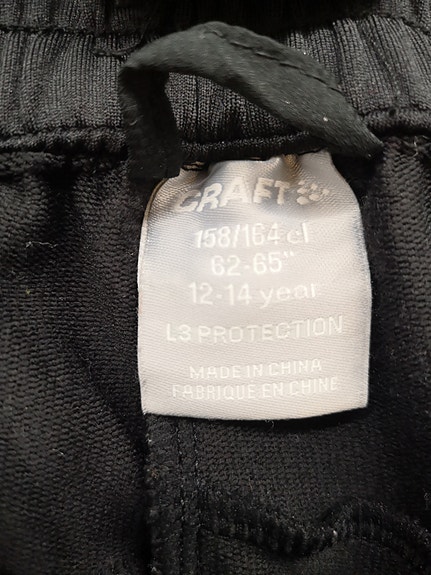 CRAFT
158/164 cl
62-65"
12-14 year
L3 PROTECTION
MADE IN CHINA
FABRIQUE EN CHINE